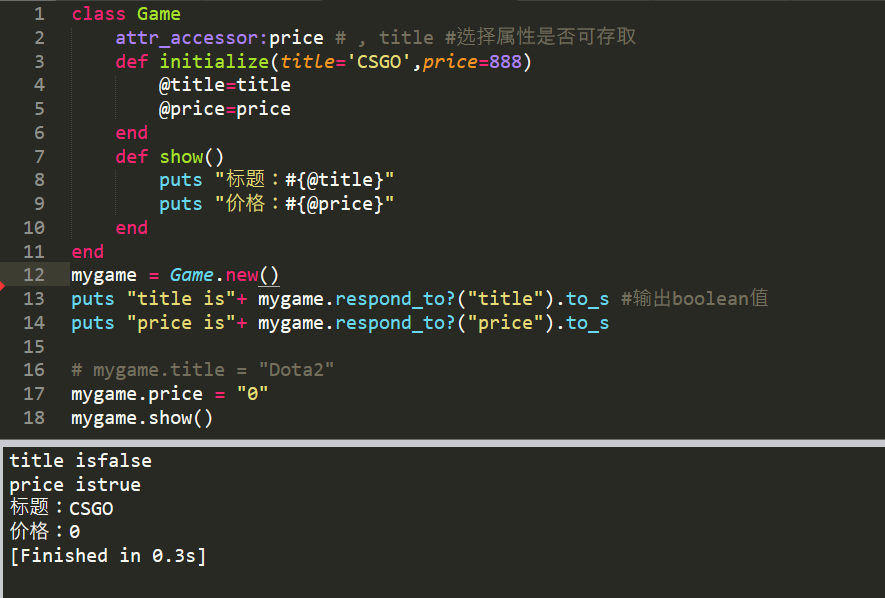 1 class Game
2 attr_accessor:price # , title #选择属性是否可存取
3 def initialize(title='CSGO',price=888)
4 @title=title
5 @price=price
6 end
7 def show()
8 puts "标题：#{@title}"
9 puts "价格：#{@price}"
10 end
11 end
12 mygame = Game.new()
13 puts "title is"+ mygame.respond_to?("title").to_s #输出boolean值
14 puts "price is"+ mygame.respond_to?("price").to_s
15
16 # mygame.title = "Dota2"
17 mygame.price = "0"
18 mygame.show()
title isfalse
price istrue
标题：CSGO
价格：0
[Finished in 0.3s]